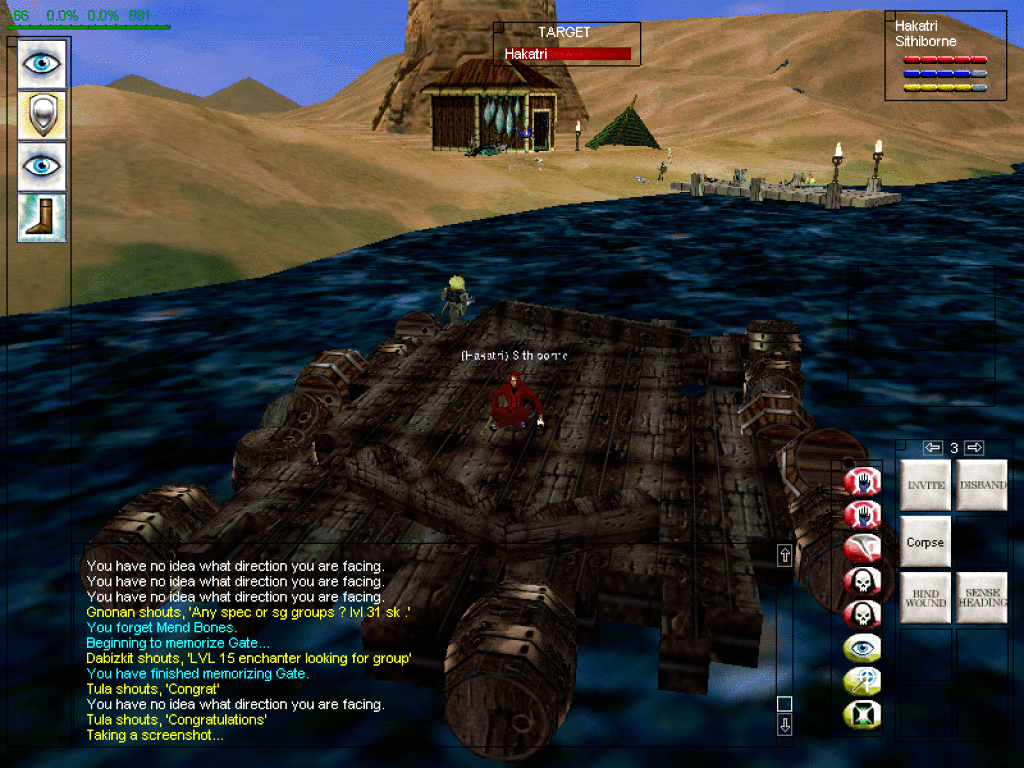 66 0.0% 0.0% 681
TARGET
Hakatri
Hakatri
Sithiborne
(Hakatri) Sithiborne
3
INVITE
DISBAND
Corpse
BIND
WOUND
SENSE
HEADING
You have no idea what direction you are facing.
You have no idea what direction you are facing.
You have no idea what direction you are facing.
Gnonan shouts, 'Any spec or sg groups ? lvl 31 sk .'
You forget Mend Bones.
Beginning to memorize Gate...
Dabizkit shouts, 'LVL 15 enchanter looking for group'
You have finished memorizing Gate.
Tula shouts, 'Congrat'
You have no idea what direction you are facing.
Tula shouts, 'Congratulations'
Taking a screenshot...